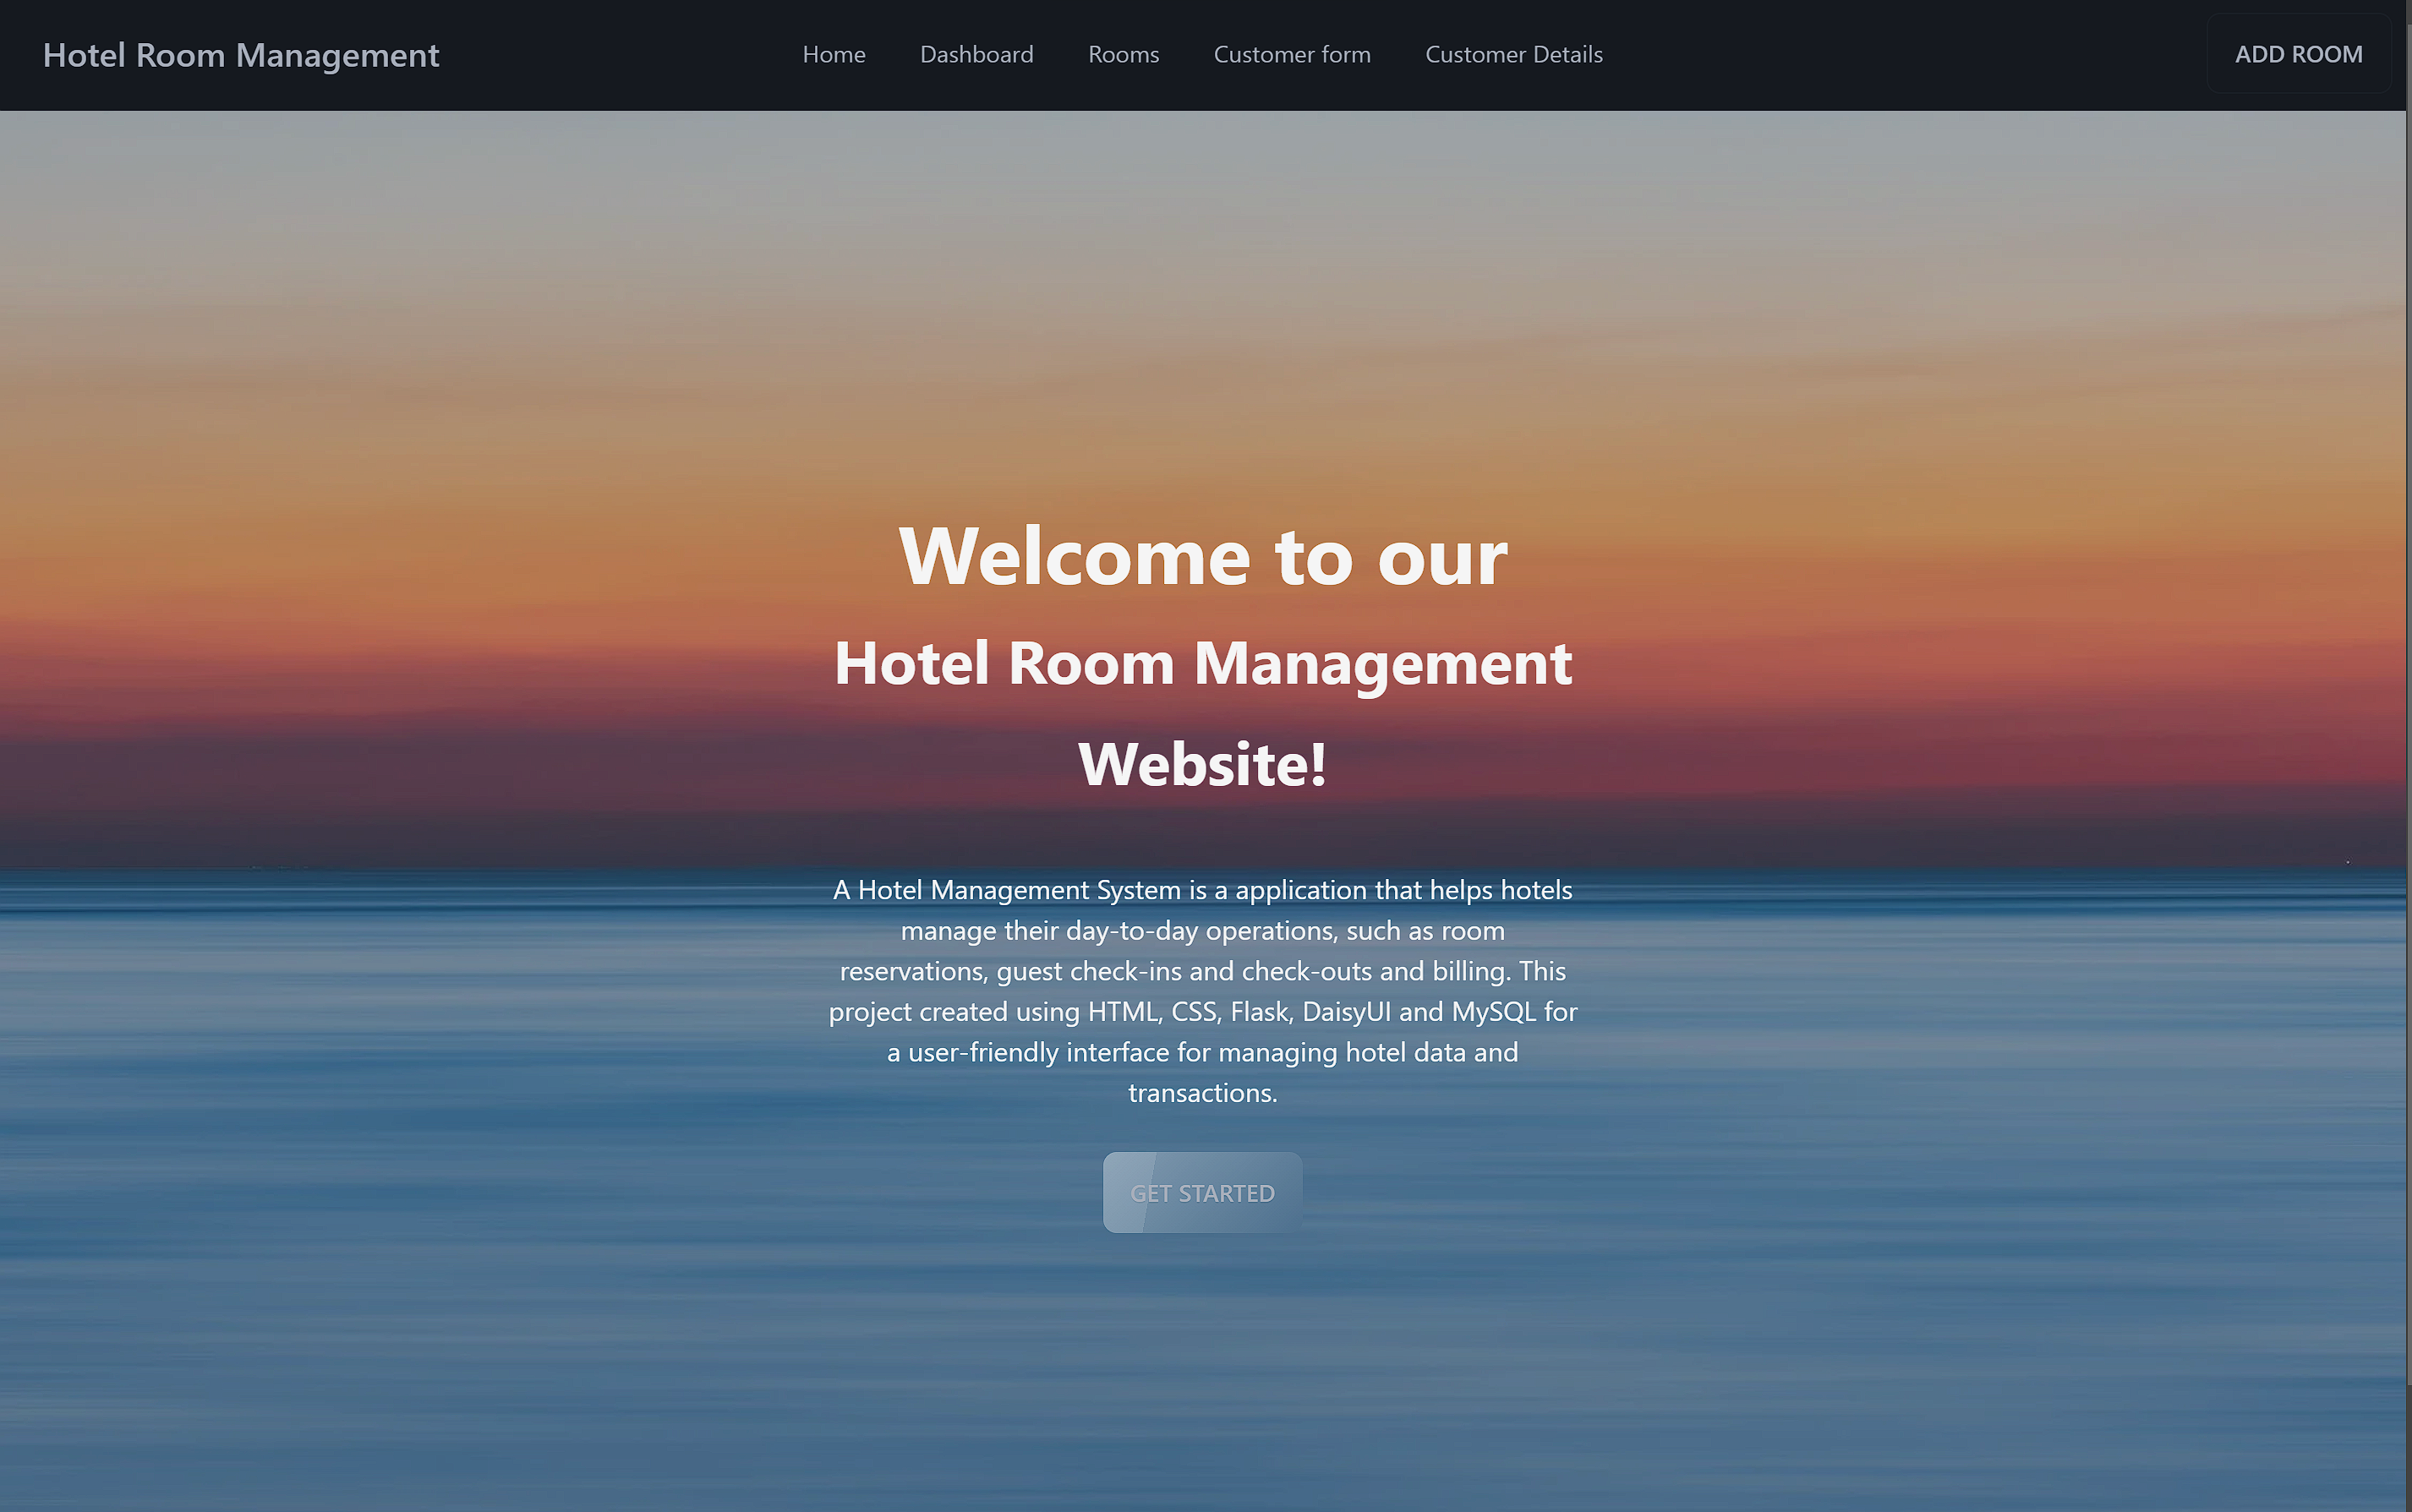 Hotel Room Management
Home Dashboard Rooms Customer form Customer Details
ADD ROOM
Welcome to our
Hotel Room Management
Website!
A Hotel Management System is a application that helps hotels
manage their day-to-day operations, such as room
reservations, guest check-ins and check-outs and billing. This
project created using HTML, CSS, Flask, DaisyUI and MySQL for
a user-friendly interface for managing hotel data and
transactions.
GET STARTED